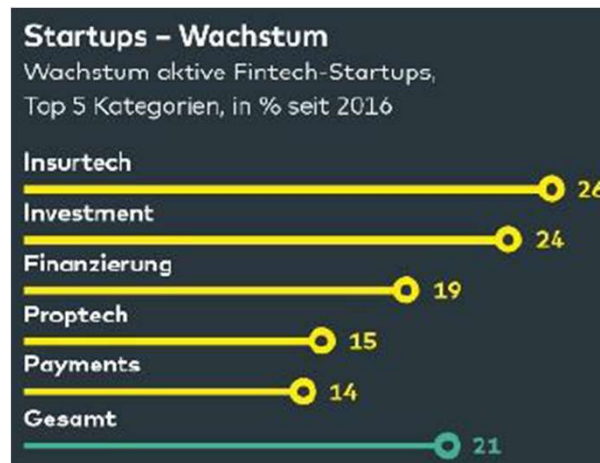 Startups – Wachstum
Wachstum aktive Fintech-Startups,
Top 5 Kategorien, in % seit 2016
Insurtech
26
Investment
24
Finanzierung
19
Proptech
15
Payments
14
Gesamt
21